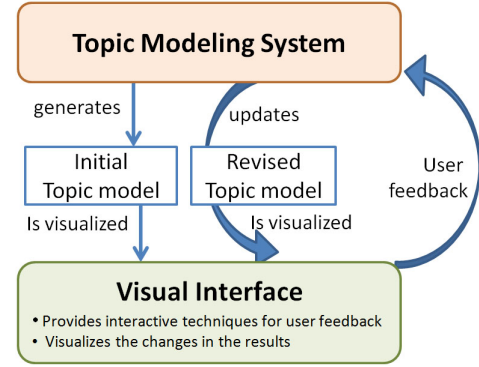 Topic Modeling System
generates
updates
Initial
Topic model
Revised
Topic model
User
feedback
Is visualized
Is visualized
Visual Interface
• Provides interactive techniques for user feedback
• Visualizes the changes in the results